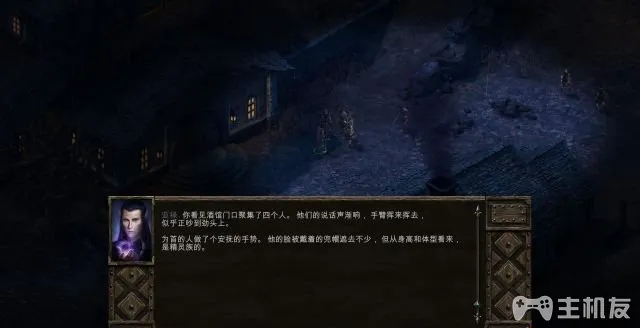 你看见酒馆门口聚集了四个人。他们的说话声渐响，手臂挥来挥去，
似乎正吵到劲头上。
为首的人做了个安抚的手势。他的脸被戴着的兜帽遮去不少，但从身高和体型看来，
是精灵族的。
主机友